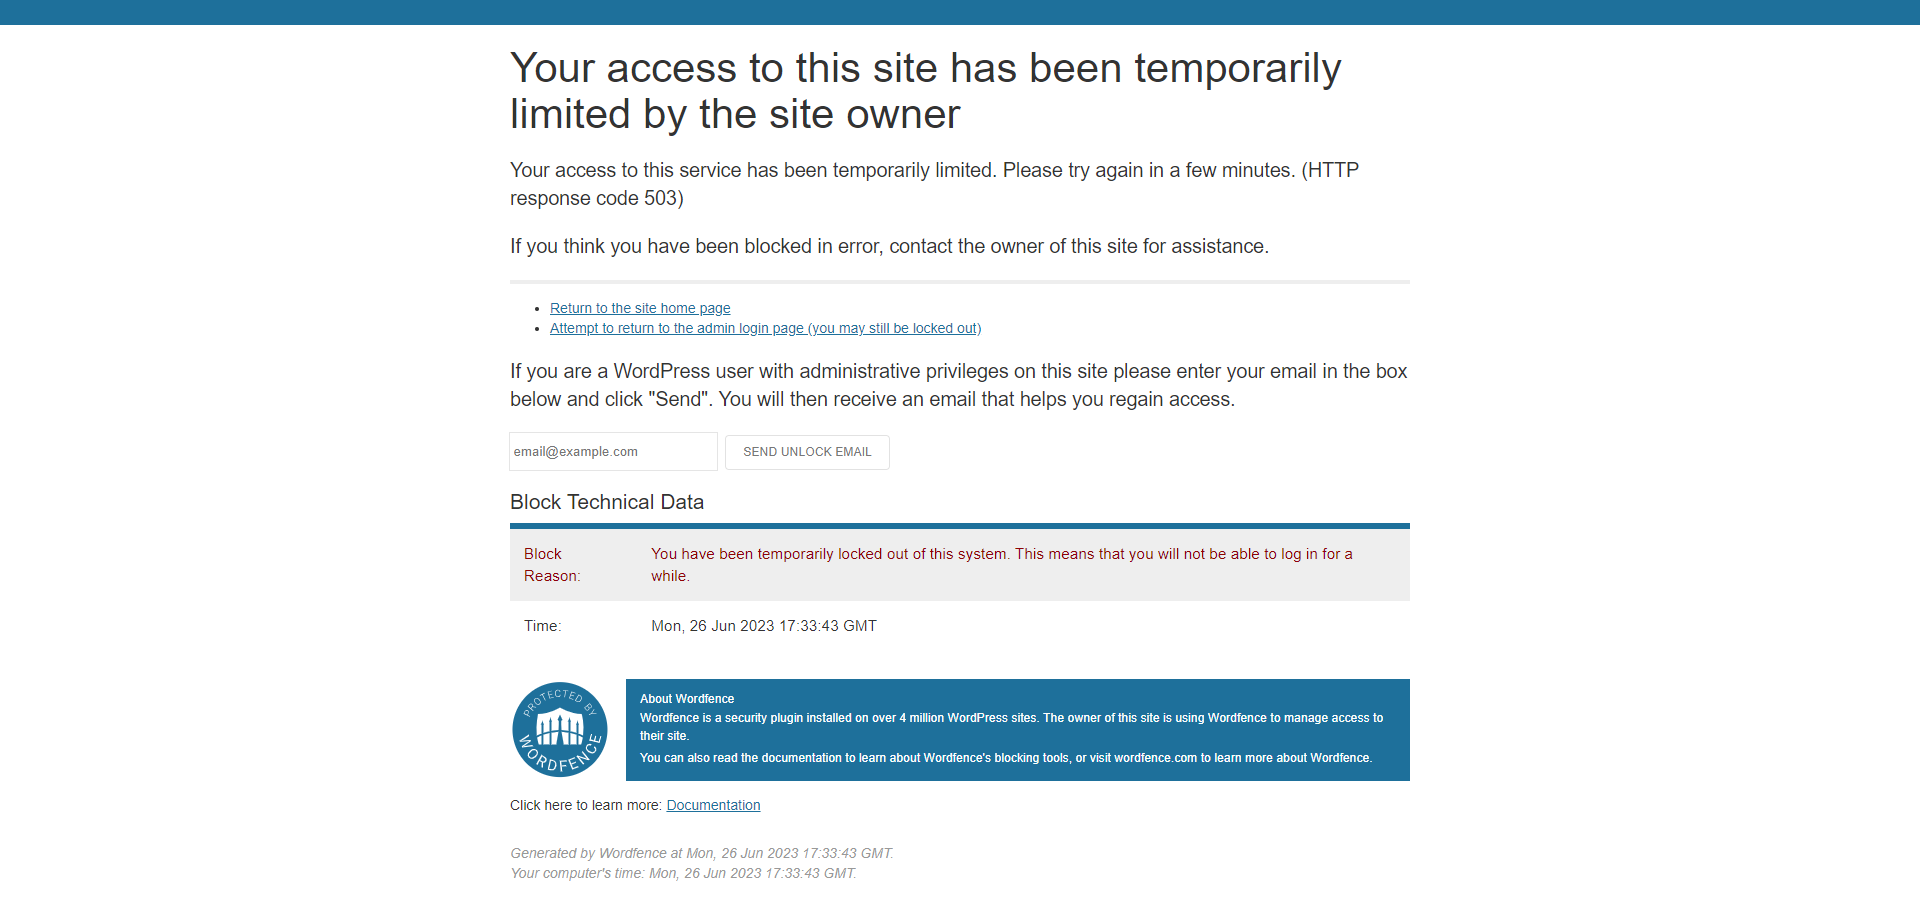 Your access to this site has been temporarily
limited by the site owner
Your access to this service has been temporarily limited. Please try again in a few minutes. (HTTP
response code 503)
If you think you have been blocked in error, contact the owner of this site for assistance.
Return to the site home page
Attempt to return to the admin login page (you may still be locked out)
If you are a WordPress user with administrative privileges on this site please enter your email in the box
below and click "Send". You will then receive an email that helps you regain access.
email@example.com
SEND UNLOCK EMAIL
Block Technical Data
Block
Reason:
You have been temporarily locked out of this system. This means that you will not be able to log in for a
while.
Time:
Mon, 26 Jun 2023 17:33:43 GMT
PROTECTED BY
WORDFENCE
About Wordfence
Wordfence is a security plugin installed on over 4 million WordPress sites. The owner of this site is using Wordfence to manage access to
their site.
You can also read the documentation to learn about Wordfence's blocking tools, or visit wordfence.com to learn more about Wordfence.
Click here to learn more: Documentation
Generated by Wordfence at Mon, 26 Jun 2023 17:33:43 GMT.
Your computer's time: Mon, 26 Jun 2023 17:33:43 GMT.